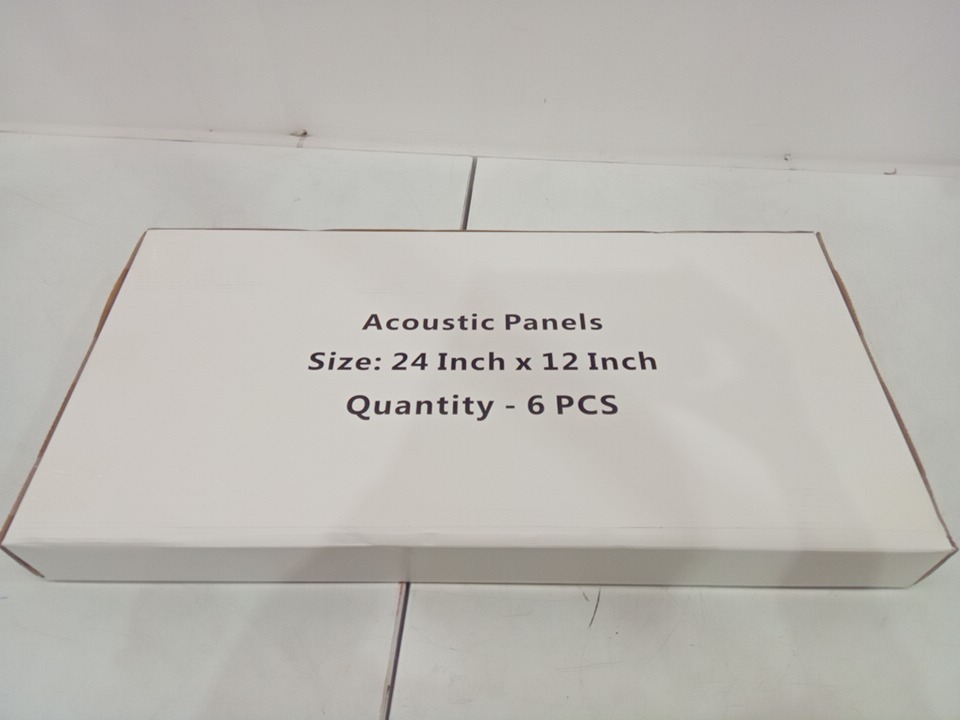 Acoustic Panels
Size: 24 Inch x 12 Inch
Quantity - 6 PCS